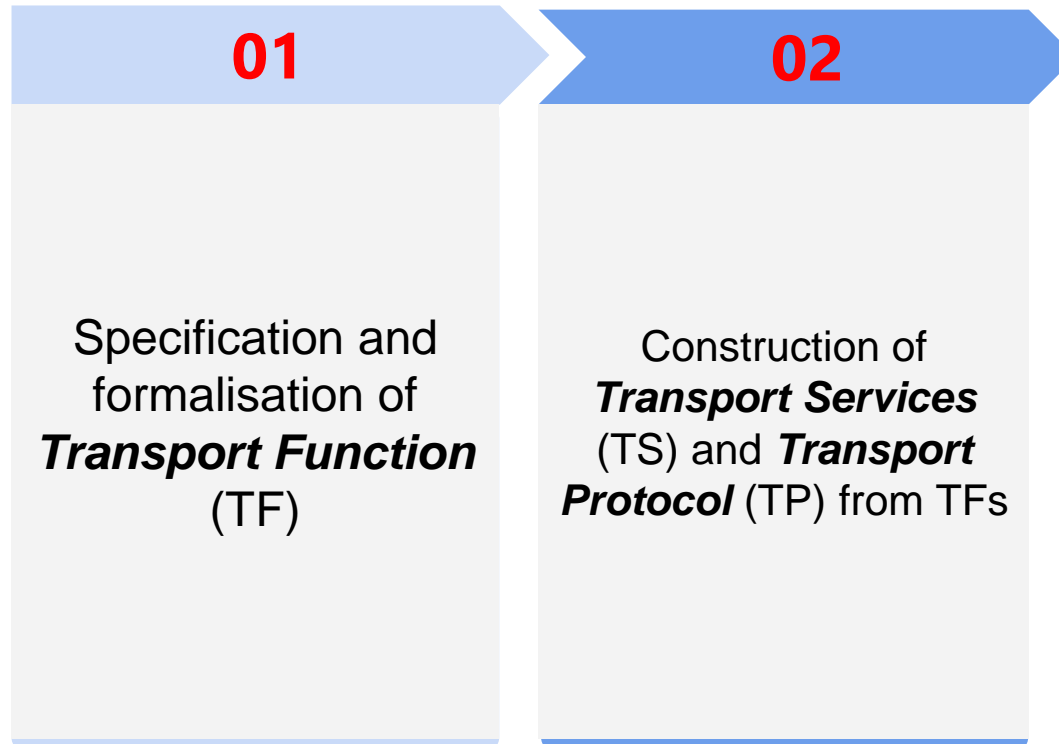 01
Specification and
formalisation of
Transport Function
(TF)
02
Construction of
Transport Services
(TS) and Transport
Protocol (TP) from TFs